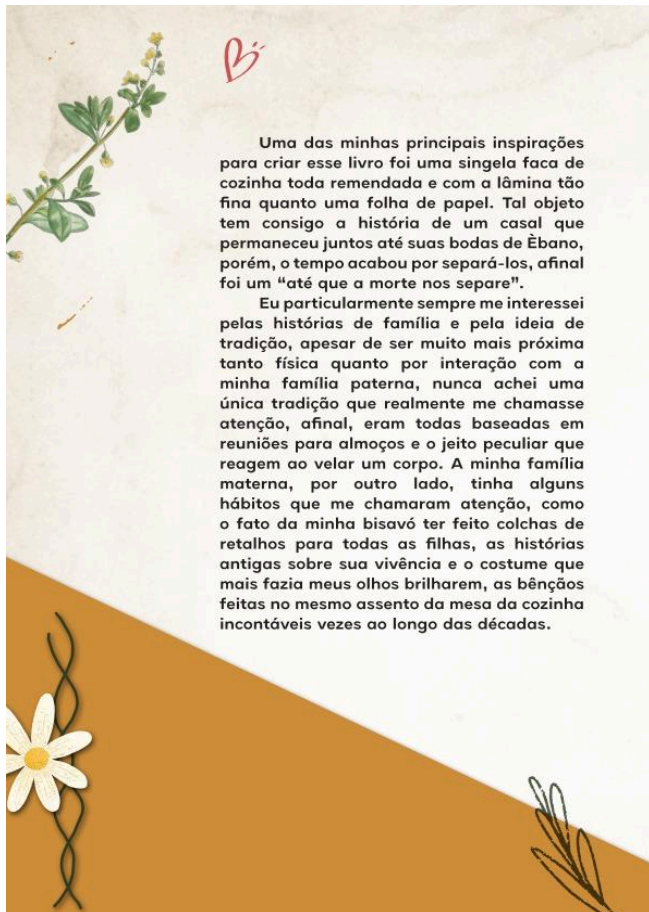 Uma das minhas principais inspirações
para criar esse livro foi uma singela faca de
cozinha toda remendada e com a lâmina tão
fina quanto uma folha de papel. Tal objeto
tem consigo a história de um casal que
permaneceu juntos até suas bodas de Èbano,
porém, o tempo acabou por separá-los, afinal
foi um “até que a morte nos separe”.
Eu particularmente sempre me interessei
pelas histórias de família e pela ideia de
tradição, apesar de ser muito mais próxima
tanto física quanto por interação com a
minha família paterna, nunca achei uma
única tradição que realmente me chamasse
atenção, afinal, eram todas baseadas em
reuniões para almoços e o jeito peculiar que
reagem ao velar um corpo. A minha família
materna, por outro lado, tinha alguns
hábitos que me chamaram atenção, como
o fato da minha bisavó ter feito colchas de
retalhos para todas as filhas, as histórias
antigas sobre sua vivência e o costume que
mais fazia meus olhos brilharem, as bênçãos
feitas no mesmo assento da mesa da cozinha
incontáveis vezes ao longo das décadas.